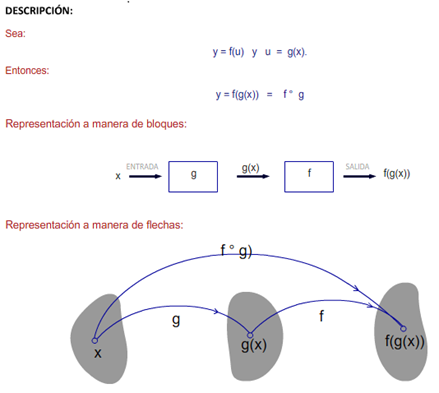 DESCRIPCIÓN:
Sea:
y = f(u) y u = g(x).
Entonces:
y = f(g(x)) = f ° g
Representación a manera de bloques:
x ENTRADA g g(x) f SALIDA f(g(x))
Representación a manera de flechas:
f ° g)
g f
x g(x) f(g(x))